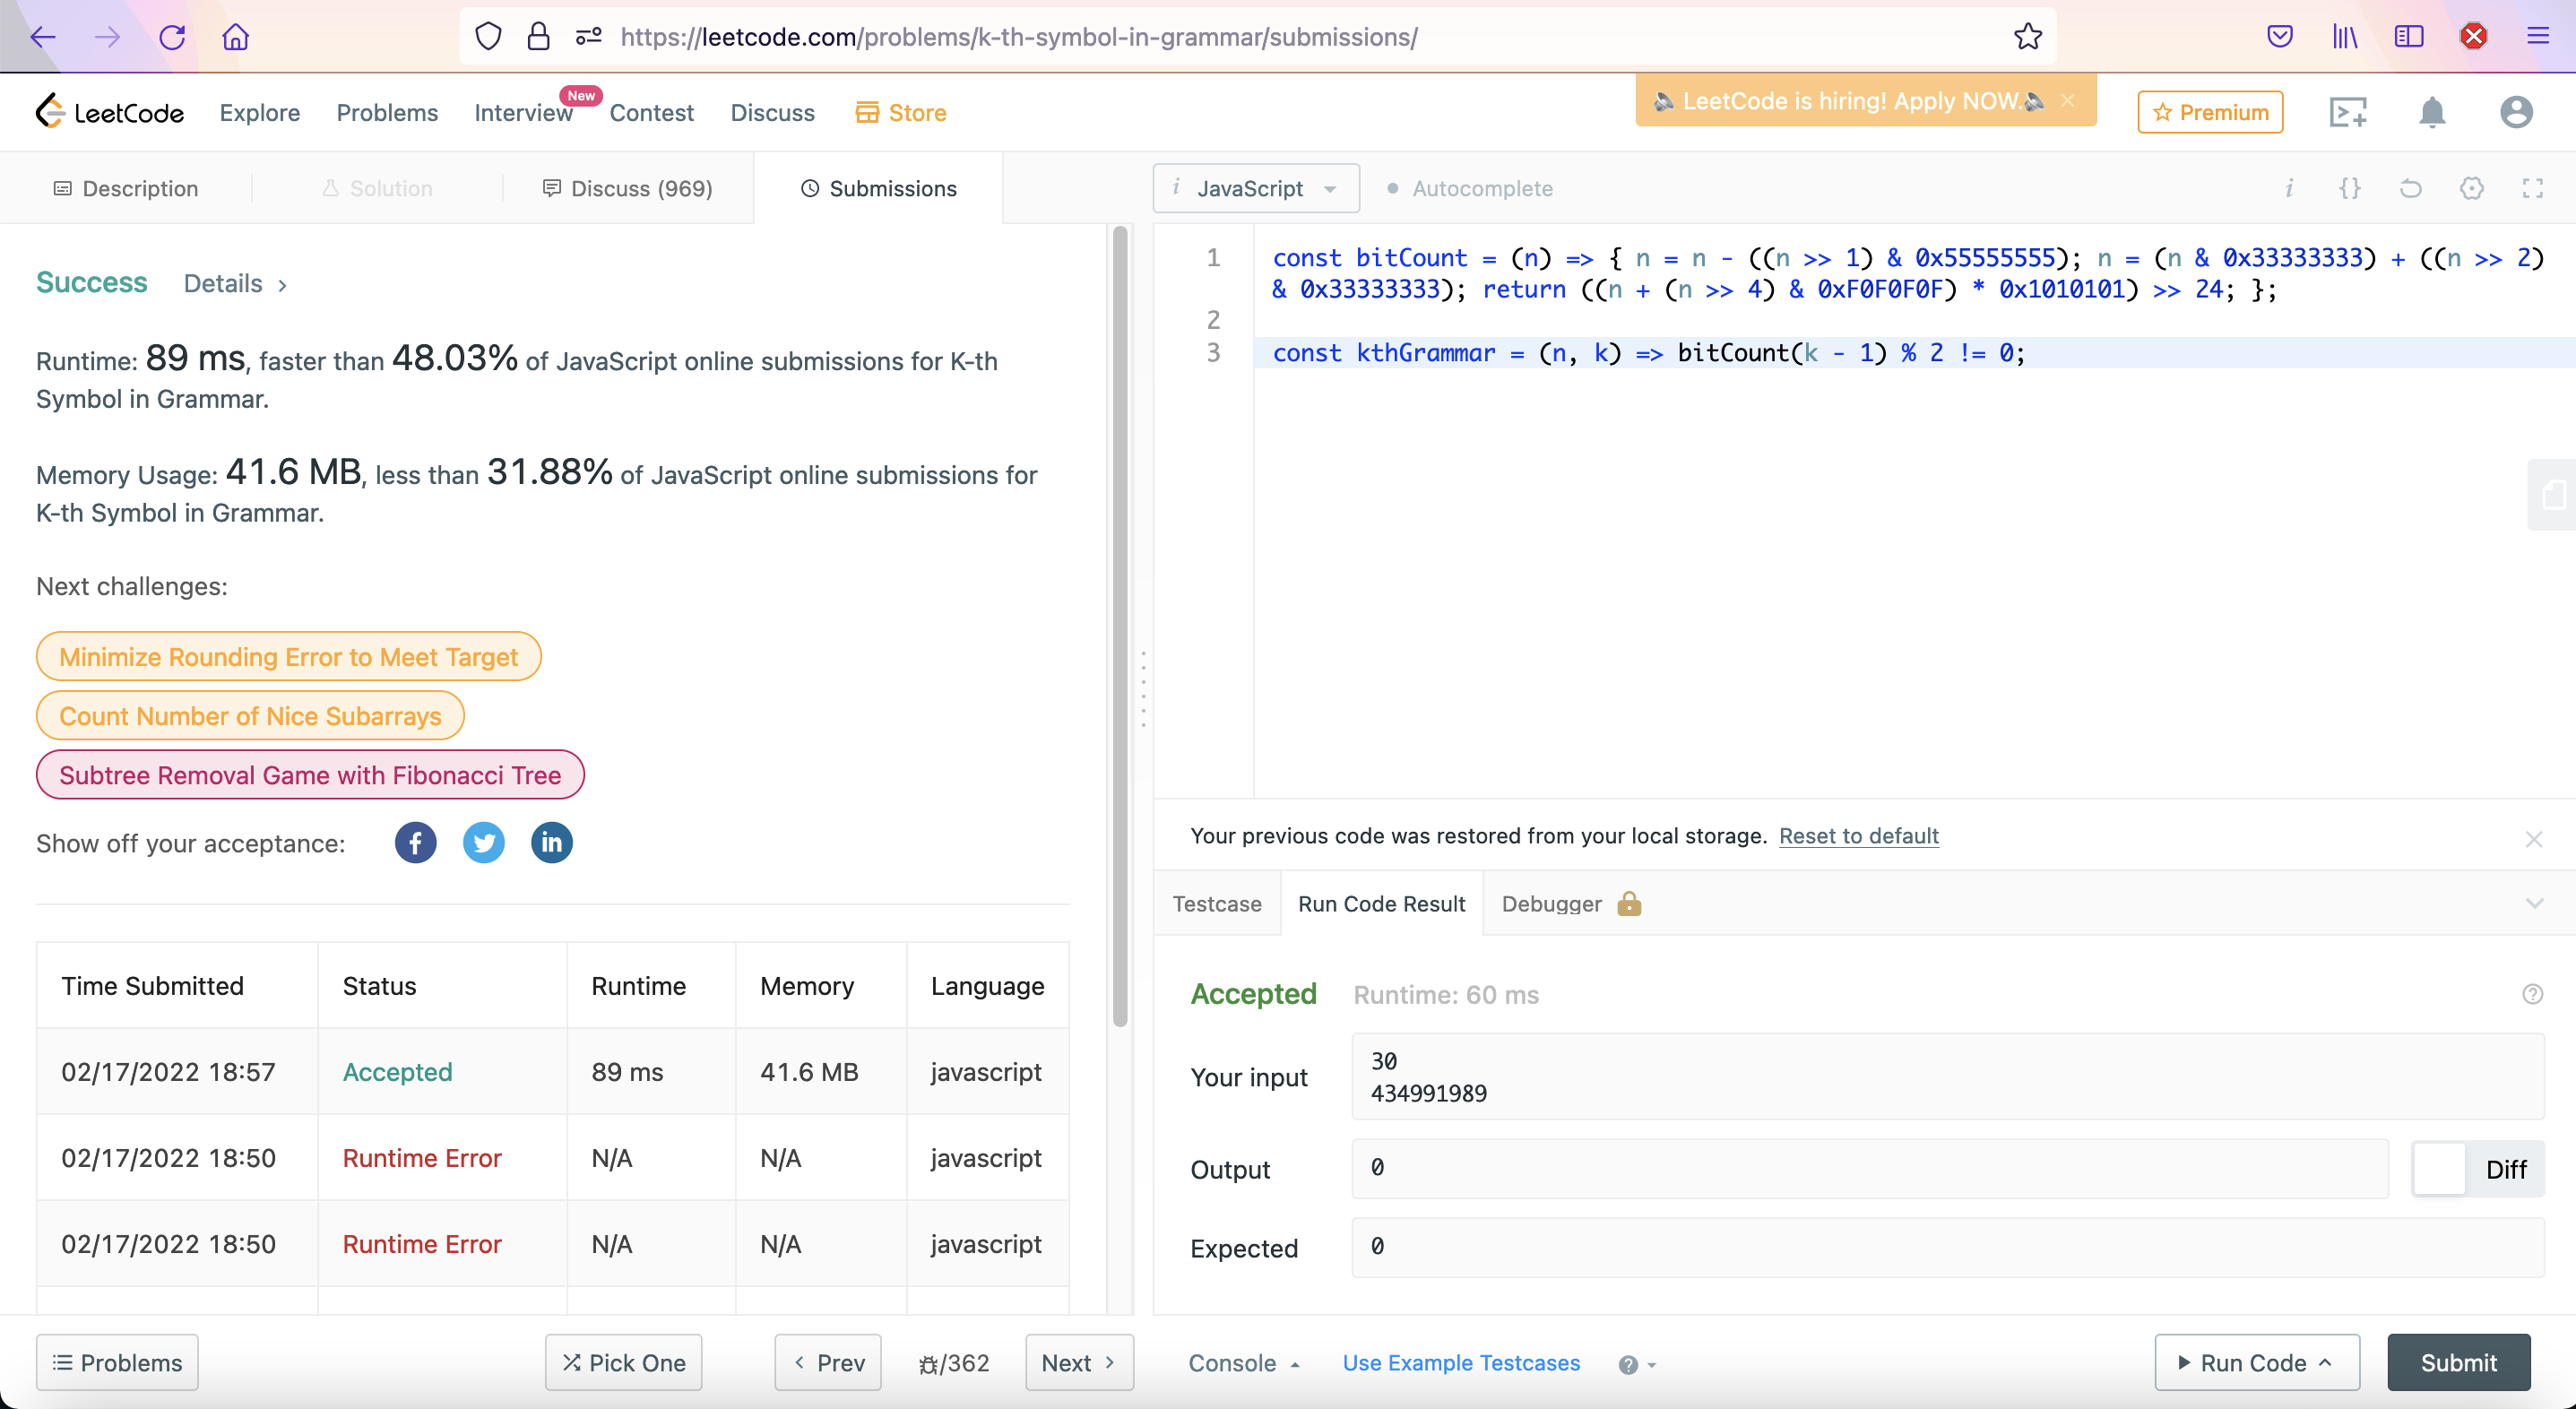 https://leetcode.com/problems/k-th-symbol-in-grammar/submissions/
LeetCode
Explore
Problems
Interview
New
Contest
Discuss
Store
LeetCode is hiring! Apply NOW.
Premium
Description
Solution
Discuss (969)
Submissions
i JavaScript
Autocomplete
Success
Details
Runtime: 89 ms, faster than 48.03% of JavaScript online submissions for K-th
Symbol in Grammar.
Memory Usage: 41.6 MB, less than 31.88% of JavaScript online submissions for
K-th Symbol in Grammar.
Next challenges:
Minimize Rounding Error to Meet Target
Count Number of Nice Subarrays
Subtree Removal Game with Fibonacci Tree
Show off your acceptance:
Time Submitted Status Runtime Memory Language
02/17/2022 18:57 Accepted 89 ms 41.6 MB javascript
02/17/2022 18:50 Runtime Error N/A N/A javascript
02/17/2022 18:50 Runtime Error N/A N/A javascript
Problems
Pick One
Prev
/362
Next
1 const bitCount = (n) => { n = n - ((n >> 1) & 0x55555555); n = (n & 0x33333333) + ((n >> 2)
& 0x33333333); return ((n + (n >> 4) & 0xF0F0F0F) * 0x1010101) >> 24; };
2
3 const kthGrammar = (n, k) => bitCount(k - 1) % 2 != 0;
Your previous code was restored from your local storage. Reset to default
Testcase
Run Code Result
Debugger
Accepted Runtime: 60 ms
Your input
30
434991989
Output
0
Diff
Expected
0
Console
Use Example Testcases
Run Code
Submit